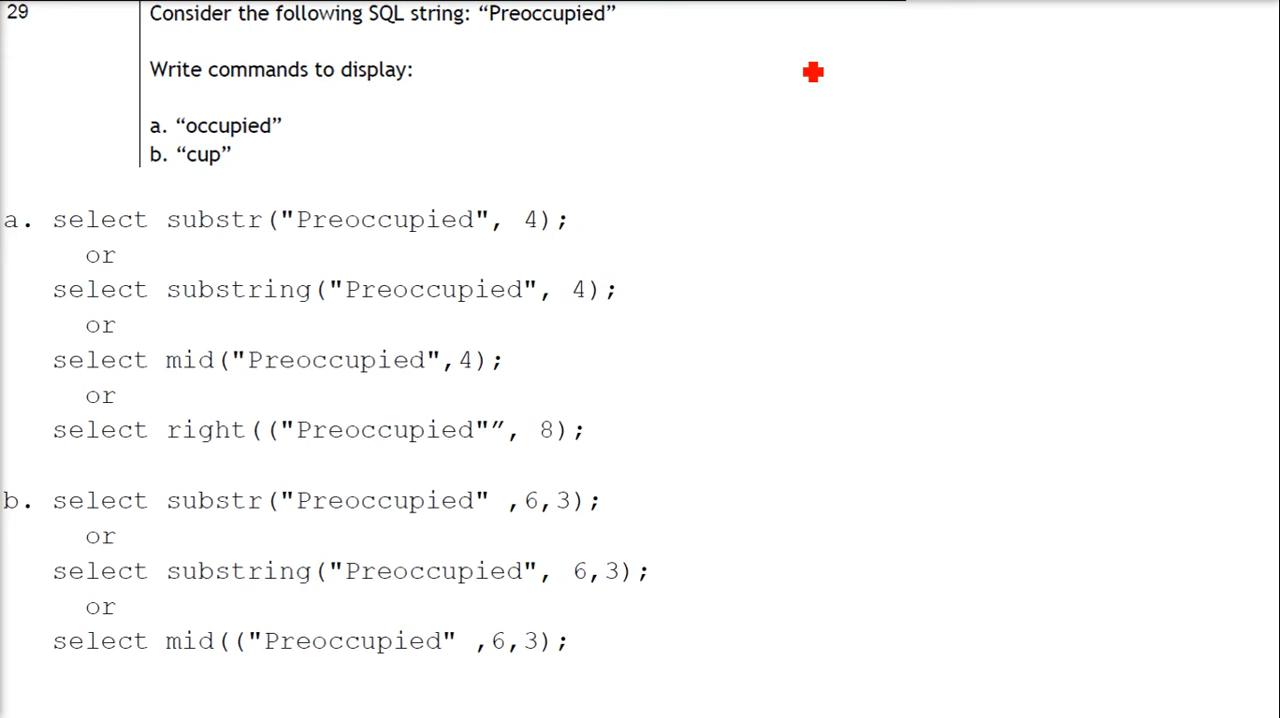 29 Consider the following SQL string: “Preoccupied”
Write commands to display:
a. “occupied”
b. “cup”
a. select substr("Preoccupied", 4);
or
select substring("Preoccupied", 4);
or
select mid("Preoccupied",4);
or
select right(("Preoccupied"”, 8);
b. select substr("Preoccupied" ,6,3);
or
select substring("Preoccupied", 6,3);
or
select mid(("Preoccupied" ,6,3);